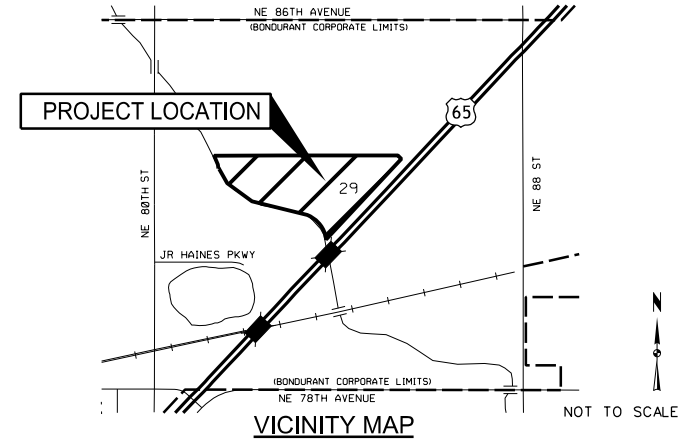 NE 86TH AVENUE
(BONDURANT CORPORATE LIMITS)
PROJECT LOCATION
65
29
NE 80TH ST
NE 88 ST
JR HAINES PKWY
N
(BONDURANT CORPORATE LIMITS)
NE 78TH AVENUE
NOT TO SCALE
VICINITY MAP